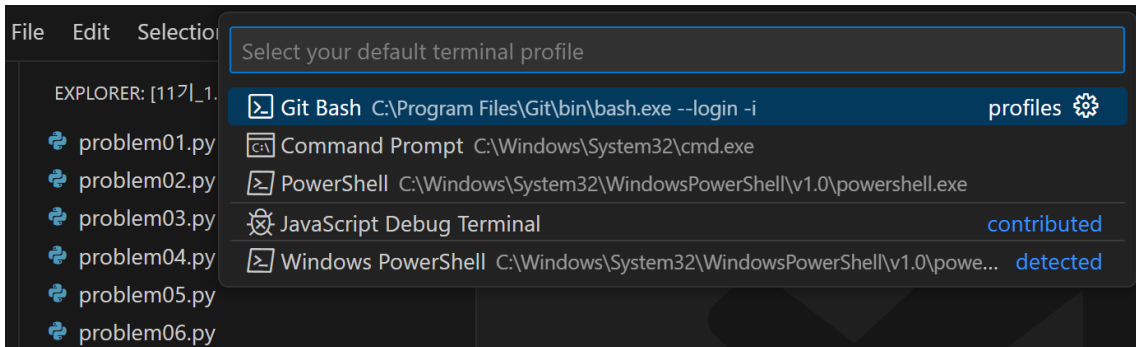 File Edit Selection
Select your default terminal profile
EXPLORER: [11기_1.
Git Bash C:\Program Files\Git\bin\bash.exe --login -i profiles
problem01.py
Command Prompt C:\Windows\System32\cmd.exe
problem02.py
PowerShell C:\Windows\System32\WindowsPowerShell\v1.0\powershell.exe
problem03.py
JavaScript Debug Terminal contributed
problem04.py
Windows PowerShell C:\Windows\System32\WindowsPowerShell\v1.0\powe... detected
problem05.py
problem06.py